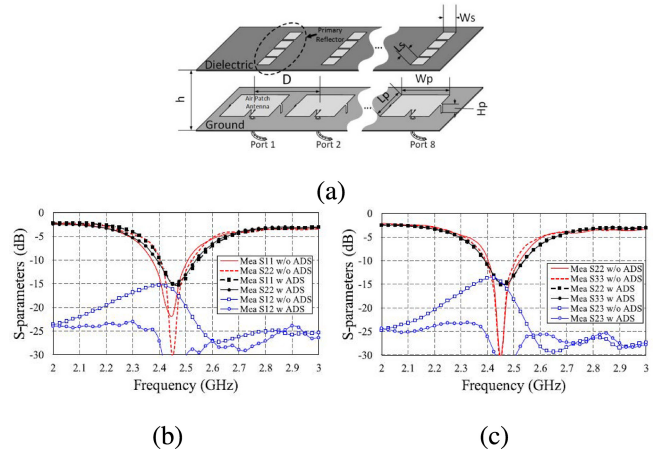 Primary
Reflector
Ws
Ls
Dielectric
D
Wp
h
Air Patch
Antenna
Lp
Hp
Ground
Port 1
Port 2
Port 8
...
...
(a)
S-parameters (dB)
0
-5
-10
-15
-20
-25
-30
Mea S11 w/o ADS
Mea S22 w/o ADS
Mea S11 w ADS
Mea S22 w ADS
Mea S12 w/o ADS
Mea S12 w ADS
2 2.1 2.2 2.3 2.4 2.5 2.6 2.7 2.8 2.9 3
Frequency (GHz)
(b)
S-parameters (dB)
0
-5
-10
-15
-20
-25
-30
Mea S22 w/o ADS
Mea S33 w/o ADS
Mea S22 w ADS
Mea S33 w ADS
Mea S23 w/o ADS
Mea S23 w ADS
2 2.1 2.2 2.3 2.4 2.5 2.6 2.7 2.8 2.9 3
Frequency (GHz)
(c)